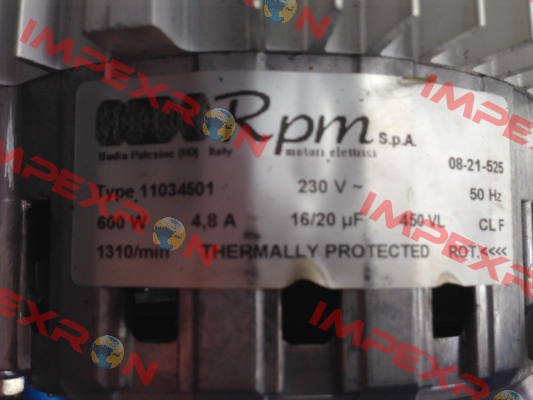 Rpm S.p.A.
Badia Polesine (RO) Italy motori elettrici
08-21-525
Type 11034501 230 V ~ 50 Hz
600 W 4,8 A 16/20 µF 450 VL CL F
1310/min THERMALLY PROTECTED ROT.<<<<
IMPEXRON
IMPEXRON
IMPEXRON
IMPEXRON
IMPEXRON